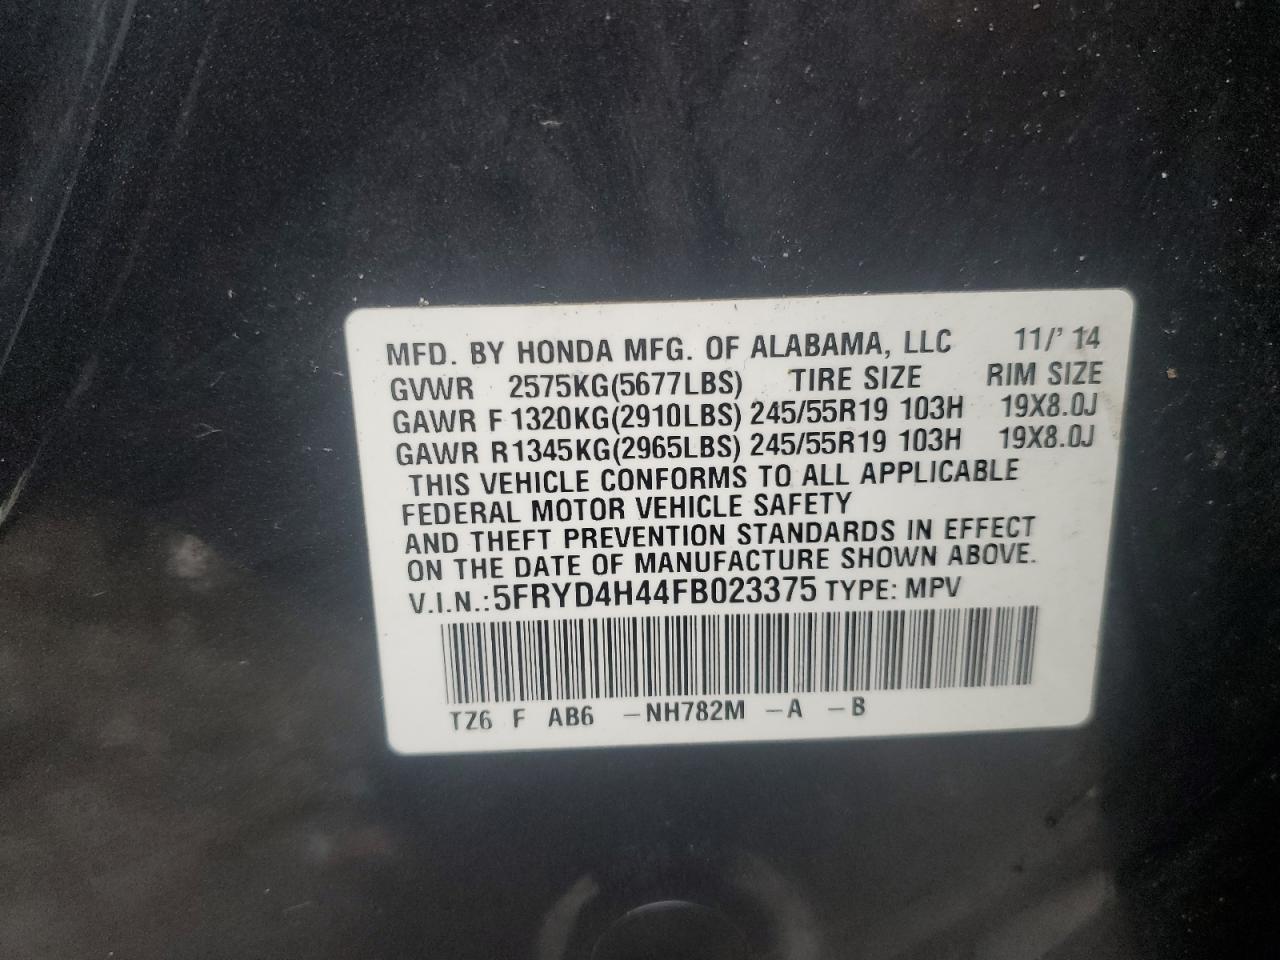 MFD. BY HONDA MFG. OF ALABAMA, LLC 11/'14
GVWR 2575KG(5677LBS) TIRE SIZE RIM SIZE
GAWR F 1320KG(2910LBS) 245/55R19 103H 19X8.0J
GAWR R 1345KG(2965LBS) 245/55R19 103H 19X8.0J
THIS VEHICLE CONFORMS TO ALL APPLICABLE
FEDERAL MOTOR VEHICLE SAFETY
AND THEFT PREVENTION STANDARDS IN EFFECT
ON THE DATE OF MANUFACTURE SHOWN ABOVE.
V.I.N.: 5FRYD4H44FB023375 TYPE: MPV
TZ6 F AB6 -NH782M -A -B